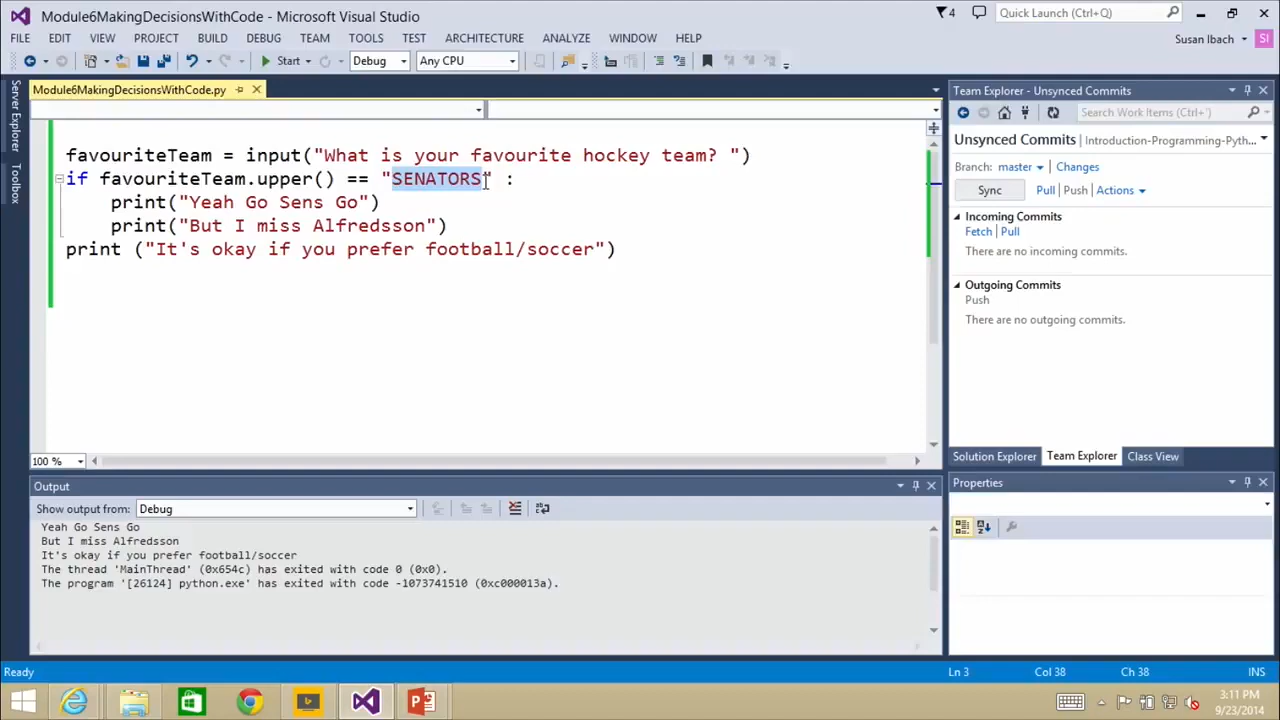 Module6MakingDecisionsWithCode - Microsoft Visual Studio
4
Quick Launch (Ctrl+Q)
FILE EDIT VIEW PROJECT BUILD DEBUG TEAM TOOLS TEST ARCHITECTURE ANALYZE WINDOW HELP
Susan Ibach SI
Start Debug Any CPU
Server Explorer
Toolbox
Module6MakingDecisionsWithCode.py
favouriteTeam = input("What is your favourite hockey team? ")
if favouriteTeam.upper() == "SENATORS" :
print("Yeah Go Sens Go")
print("But I miss Alfredsson")
print ("It's okay if you prefer football/soccer")
100 %
Output
Show output from: Debug
Yeah Go Sens Go
But I miss Alfredsson
It's okay if you prefer football/soccer
The thread 'MainThread' (0x654c) has exited with code 0 (0x0).
The program '[26124] python.exe' has exited with code -1073741510 (0xc000013a).
Team Explorer - Unsynced Commits
Search Work Items (Ctrl+')
Unsynced Commits Introduction-Programming-Pyth...
Branch: master Changes
Sync Pull Push Actions
Incoming Commits
Fetch Pull
There are no incoming commits.
Outgoing Commits
Push
There are no outgoing commits.
Solution Explorer Team Explorer Class View
Properties
Ready Ln 3 Col 38 Ch 38 INS
3:11 PM
9/23/2014